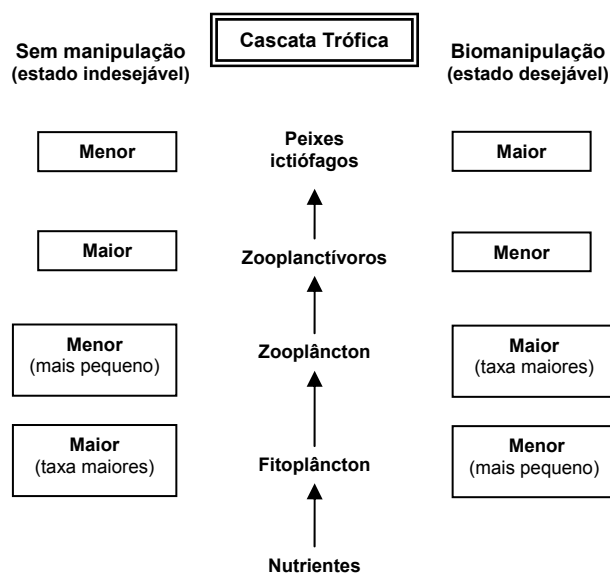 Cascata Trófica
Sem manipulação
(estado indesejável)
Biomanipulação
(estado desejável)
Menor
Peixes
ictiófagos
Maior
Maior
Zooplanctívoros
Menor
Menor
(mais pequeno)
Zooplâncton
Maior
(taxa maiores)
Maior
(taxa maiores)
Fitoplâncton
Menor
(mais pequeno)
Nutrientes